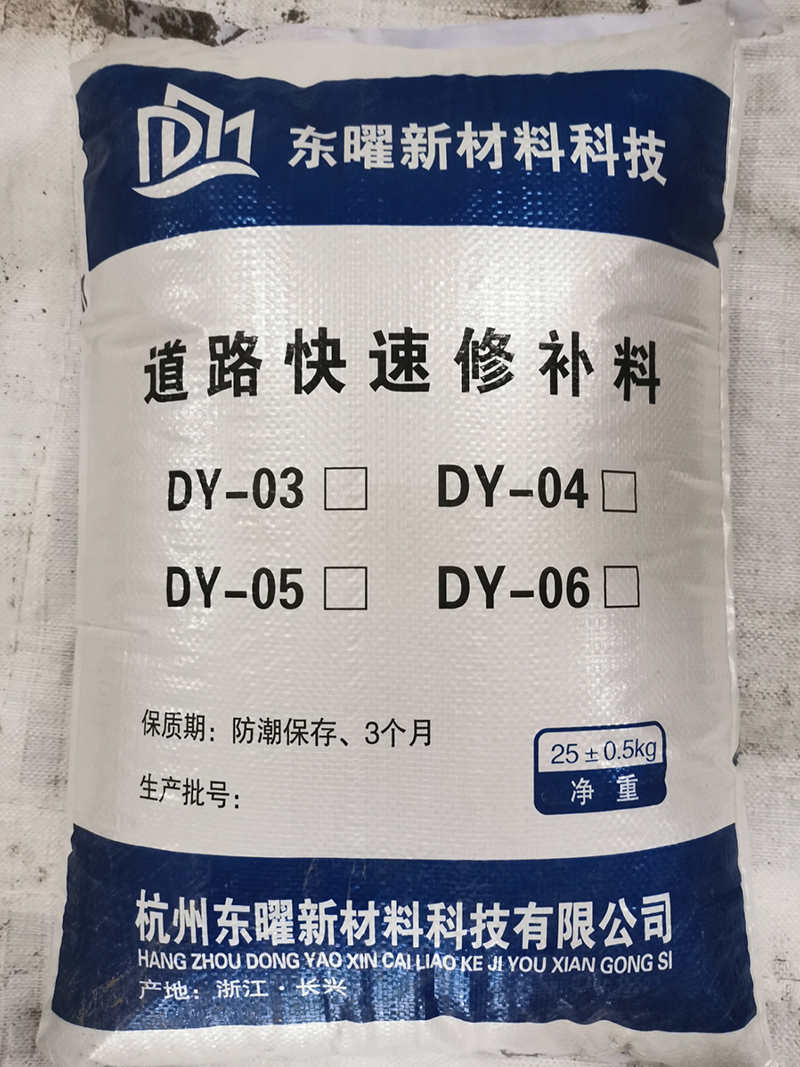 东曜新材料科技
道路快速修补料
DY-03□ DY-04□
DY-05□ DY-06□
保质期：防潮保存、3个月
25±0.5kg
净重
生产批号：
杭州东曜新材料科技有限公司
HANG ZHOU DONG YAO XIN CAI LIAO KE JI YOU XIAN GONG SI
产地：浙江·长兴